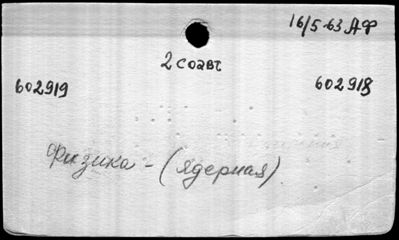 16/5-63 АФ
2 соавт
602919 602918
Физика - (ядерная)